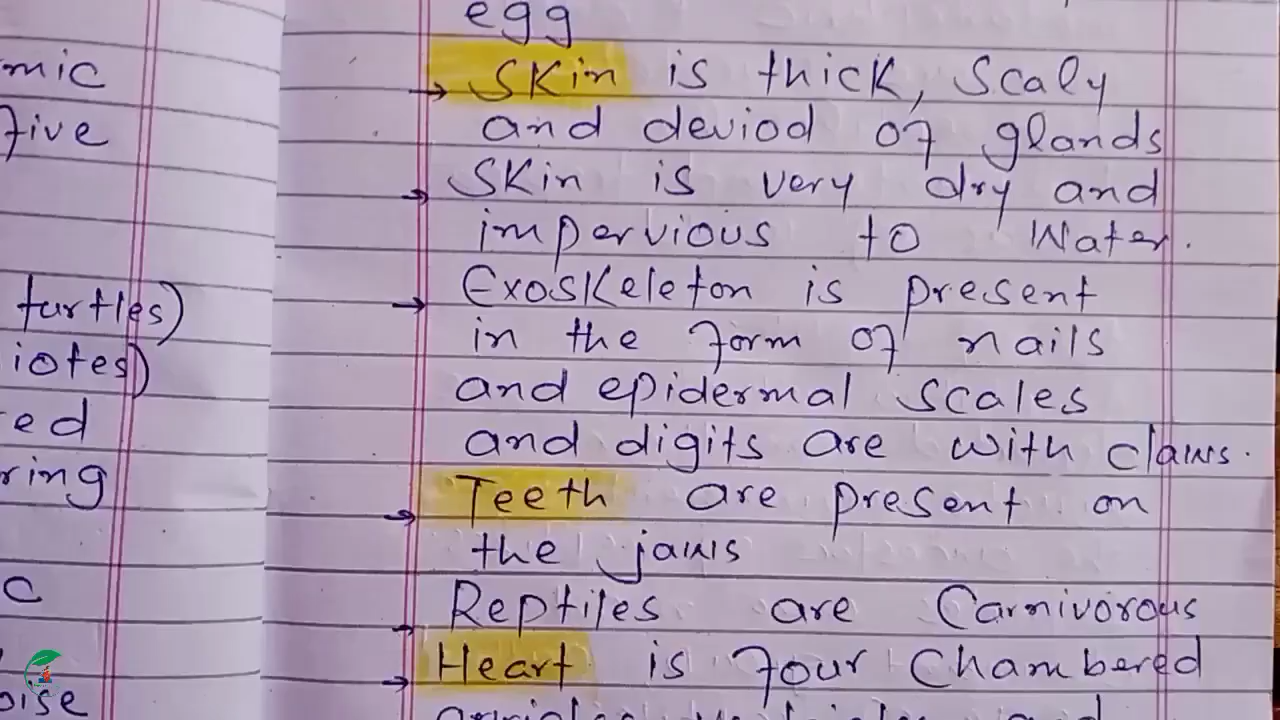 mic
five
turtles)
iotes)
ed
ring
c
oise
egg
→ Skin is thick, Scaly
and deviod of glands
→ Skin is very dry and
impervious to Water.
→ Exoskeleton is present
in the form of nails
and epidermal scales
and digits are with claws.
→ Teeth are present on
the jaws
→ Reptiles are Carnivorous
→ Heart is four Chambered